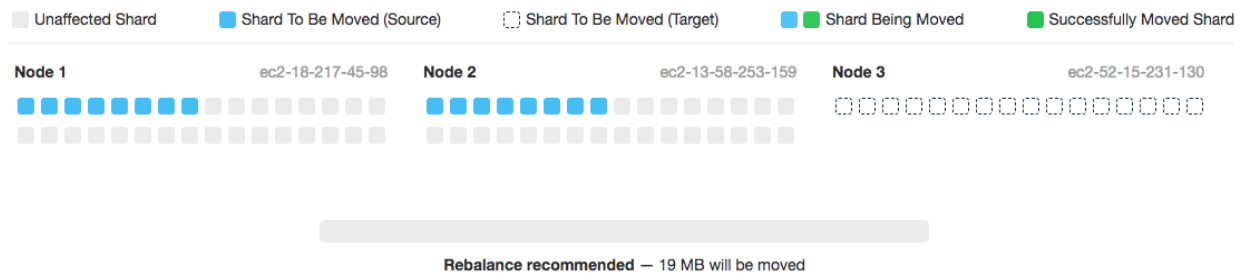 Unaffected Shard Shard To Be Moved (Source) Shard To Be Moved (Target) Shard Being Moved Successfully Moved Shard
Node 1 ec2-18-217-45-98 Node 2 ec2-13-58-253-159 Node 3 ec2-52-15-231-130
Rebalance recommended — 19 MB will be moved